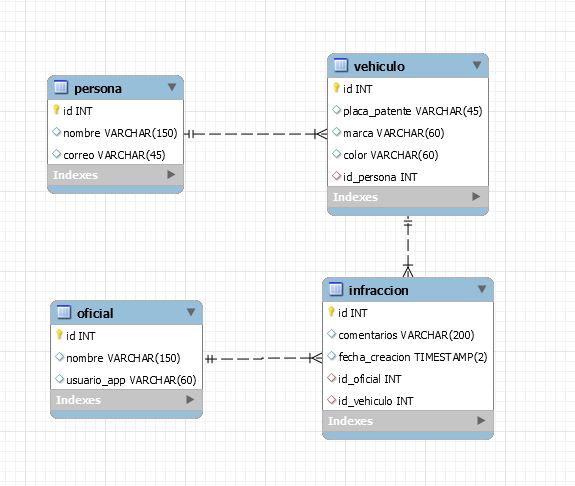 persona
id INT
nombre VARCHAR(150)
correo VARCHAR(45)
Indexes
vehiculo
id INT
placa_patente VARCHAR(45)
marca VARCHAR(60)
color VARCHAR(60)
id_persona INT
Indexes
oficial
id INT
nombre VARCHAR(150)
usuario_app VARCHAR(60)
Indexes
infraccion
id INT
comentarios VARCHAR(200)
fecha_creacion TIMESTAMP(2)
id_oficial INT
id_vehiculo INT
Indexes